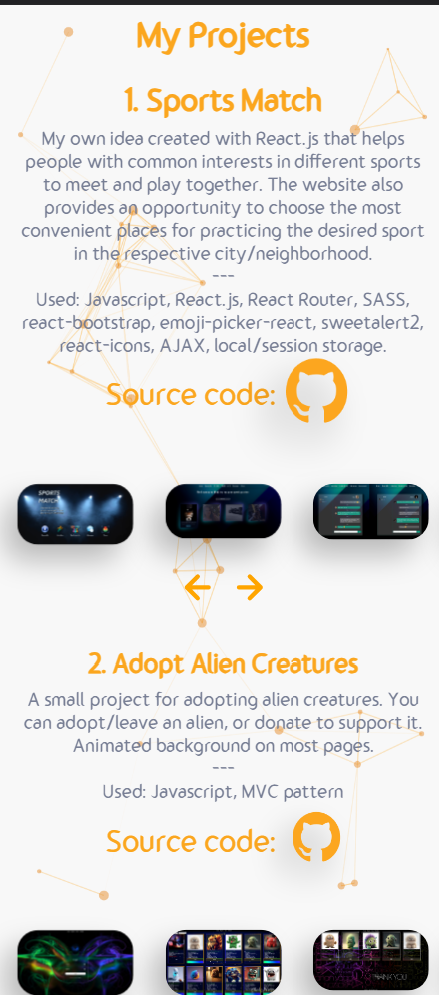 My Projects
1. Sports Match
My own idea created with React.js that helps
people with common interests in different sports
to meet and play together. The website also
provides an opportunity to choose the most
convenient places for practicing the desired sport
in the respective city/neighborhood.
---
Used: Javascript, React.js, React Router, SASS,
react-bootstrap, emoji-picker-react, sweetalert2,
react-icons, AJAX, local/session storage.
Source code:
SPORTS
MATCH
2. Adopt Alien Creatures
A small project for adopting alien creatures. You
can adopt/leave an alien, or donate to support it.
Animated background on most pages.
---
Used: Javascript, MVC pattern
Source code:
THANK YOU